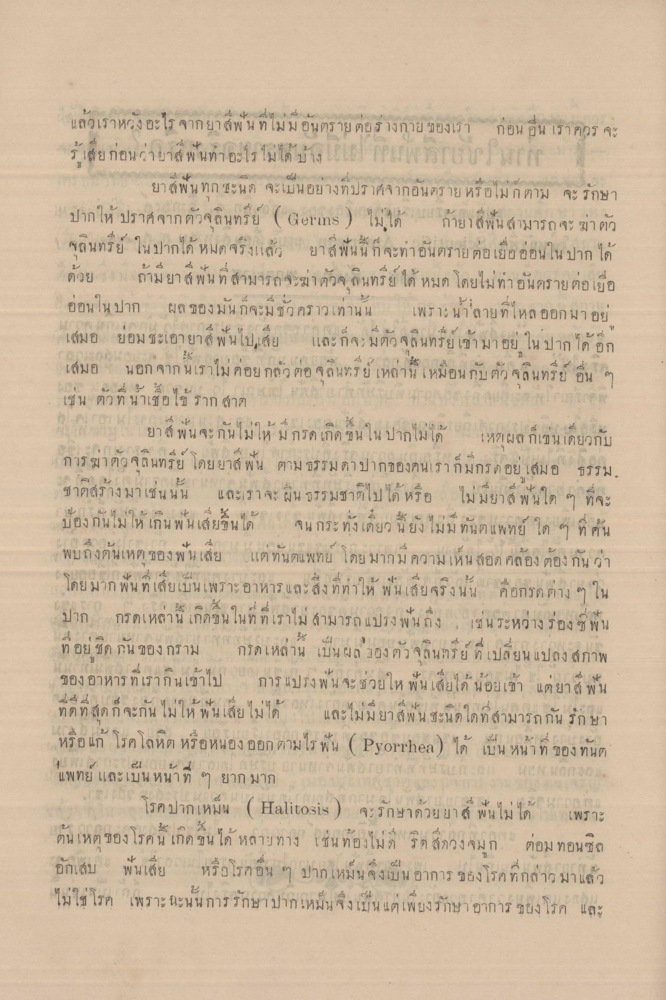 แล้วเราหวังอะไรจากยาสีฟันที่ไม่มีอันตรายต่อร่างกายของเรา ก่อนอื่นเราควรจะ
รู้เสียก่อนว่ายาสีฟันทำอะไรไม่ได้บ้าง
ยาสีฟันทุกชะนิด จะเป็นอย่างที่ปราศจากอันตรายหรือไม่ก็ตาม จะรักษา
ปากให้ปราศจากตัวจุลินทรีย์ (Germs) ไม่ได้ ถ้ายาสีฟันสามารถจะฆ่าตัว
จุลินทรีย์ในปากได้หมดจริงแล้ว ยาสีฟันนี้ก็จะทำอันตรายต่อเยื่ออ่อนในปากได้
ด้วย ถ้ามียาสีฟันที่สามารถจะฆ่าตัวจุลินทรีย์ได้หมดโดยไม่ทำอันตรายต่อเยื่อ
อ่อนในปาก ผลของมันก็จะมีชั่วคราวเท่านั้น เพราะน้ำลายที่ไหลออกมาอยู่
เสมอ ย่อมชะเอายาสีฟันไปเสีย และก็จะมีตัวจุลินทรีย์เข้ามาอยู่ในปากได้อีก
เสมอ นอกจากนี้เราไม่ค่อยกลัวต่อจุลินทรีย์เหล่านี้เหมือนกับตัวจุลินทรีย์อื่น ๆ
เช่น ตัวที่นำเชื้อไข้รากสาต
ยาสีฟันจะกันไม่ให้มีกรดเกิดขึ้นในปากไม่ได้ เหตุผลก็เช่นเดียวกับ
การฆ่าตัวจุลินทรีย์โดยยาสีฟัน ตามธรรมดาปากของคนเราก็มีกรดอยู่เสมอ ธรรม
ชาติสร้างมาเช่นนั้น และเราจะฝืนธรรมชาติไปได้หรือ ไม่มียาสีฟันใด ๆ ที่จะ
ป้องกันไม่ให้เกินฟันเสียขึ้นได้ จนกระทั่งเดี๋ยวนี้ยังไม่มีทันตแพทย์ใด ๆ ที่ค้น
พบถึงต้นเหตุของฟันเสีย แต่ทันตแพทย์โดยมากมีความเห็นสอดคล้องต้องกันว่า
โดยมากฟันที่เสียเป็นเพราะอาหารและสิ่งที่ทำให้ฟันเสียจริงนั้น คือกรดต่าง ๆ ใน
ปาก กรดเหล่านี้เกิดขึ้นในที่ที่เราไม่สามารถแปรงฟันถึง เช่นระหว่างร่องซี่ฟัน
ที่อยู่ชิดกันของกราม กรดเหล่านี้เป็นผลของตัวจุลินทรีย์ที่เปลี่ยนแปลงสภาพ
ของอาหารที่เรากินเข้าไป การแปรงฟันจะช่วยใหฟันเสียได้น้อยเข้า แต่ยาสีฟัน
ที่ดีที่สุดก็จะกันไม่ให้ฟันเสียไม่ได้ และไม่มียาสีฟันชะนิดใดที่สามารถกันรักษา
หรือแก้โรคโลหิตหรือหนองออกตามไรฟัน (Pyorrhea) ได้ เป็นหน้าที่ของทันต
แพทย์และเป็นหน้าที่ ๆ ยากมาก
โรคปากเหม็น (Halitosis) จะรักษาด้วยยาสีฟันไม่ได้ เพราะ
ต้นเหตุของโรคนี้เกิดขึ้นได้หลายทาง เช่นท้องไม่ดี ริดสีดวงจมูก ต่อมทอนซิล
อักเสบ ฟันเสีย หรือโรคอื่น ๆ ปากเหม็นจึงเป็นอาการของโรคที่กล่าวมาแล้ว
ไม่ใช่โรค เพราะฉะนั้นการรักษาปากเหม็นจึงเป็นแต่เพียงรักษาอาการของโรค และ